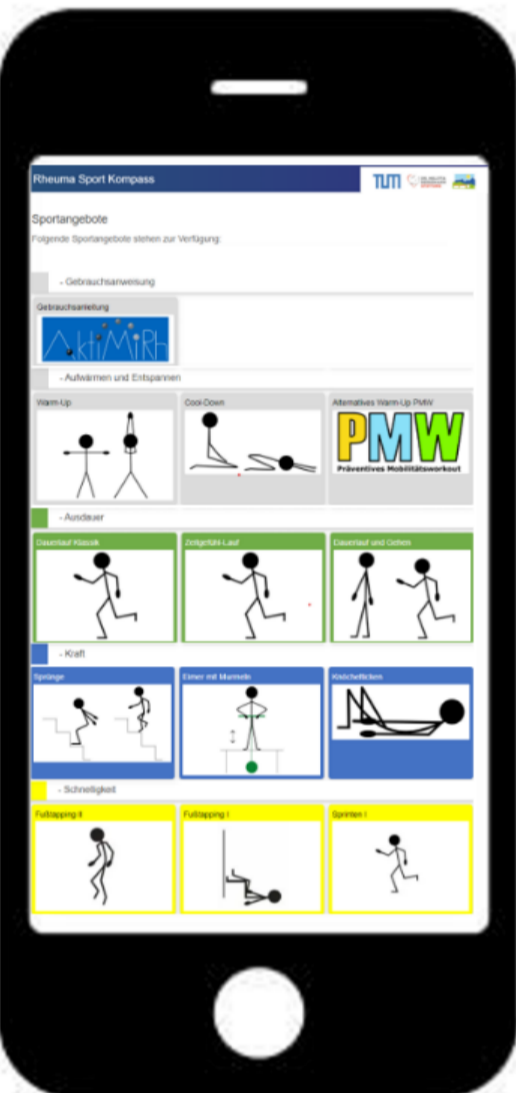 Rheuma Sport Kompass
TUM
Sportangebote
Folgende Sportangebote stehen zur Verfügung:
- Gebrauchsanweisung
Gebrauchsanleitung
AktiMiRh
- Aufwärmen und Entspannen
Warm-Up
Cool-Down
Alternatives Warm-Up PMW
PMW
Präventives Mobilitätsworkout
- Ausdauer
Dauerlauf Klassik
Zeitgefühl-Lauf
Dauerlauf und Gehen
- Kraft
Sprünge
Eimer mit Murmeln
Knöchelticken
- Schnelligkeit
Fußtapping II
Fußtapping I
Sprinten I